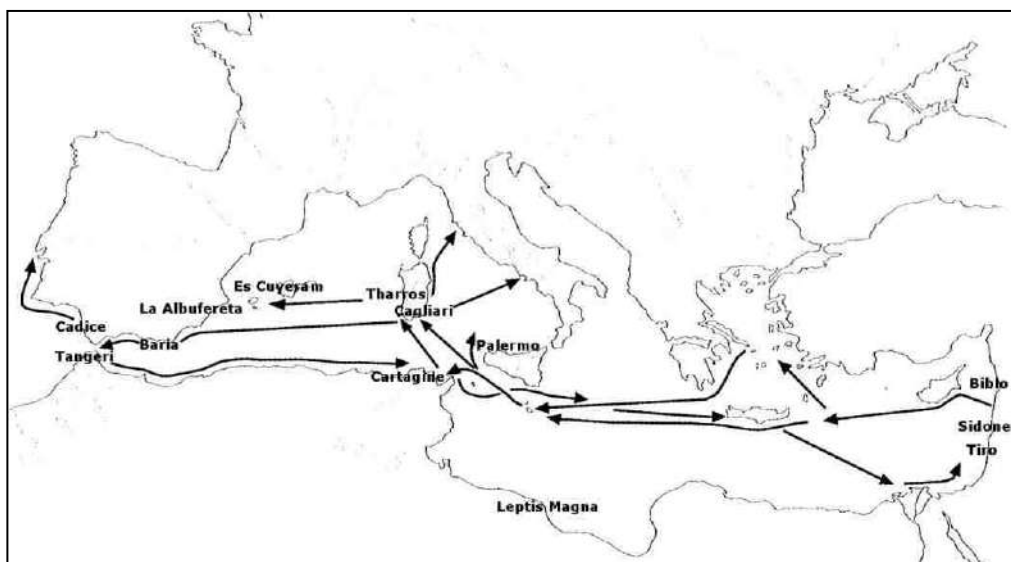 Es Cuyeram
Tharros
La Albufereta
Cagliari
Cadice
Baria
Palermo
Tangeri
Cartagine
Biblo
Sidone
Tiro
Leptis Magna